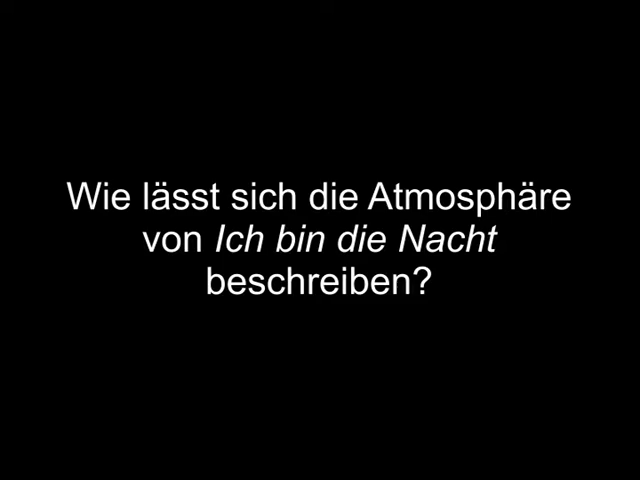 Wie lässt sich die Atmosphäre
von Ich bin die Nacht
beschreiben?